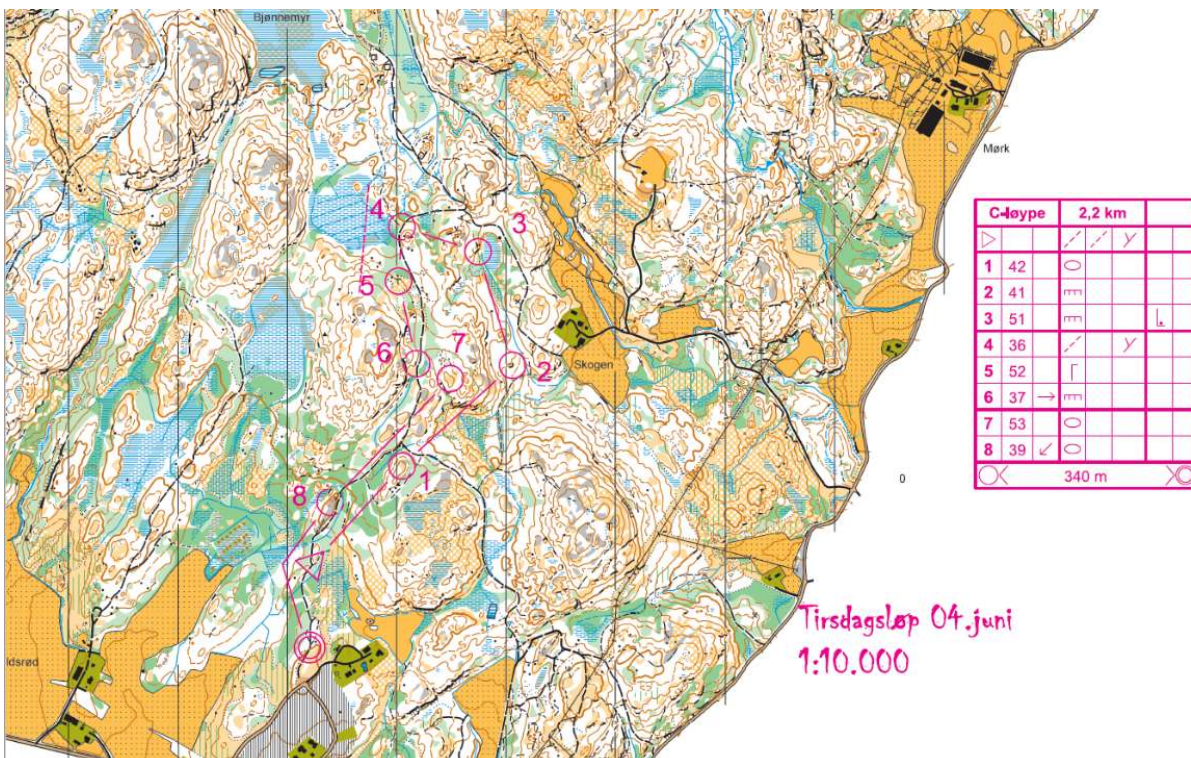 Bjønnemyr
Mørk
Skogen
ldsrød
0
4
3
5
6
7
2
1
8
C-løype 2,2 km
1 42
2 41
3 51
4 36
5 52
6 37 →
7 53
8 39 ↙
340 m
Tirsdagsløp 04.juni
1:10.000